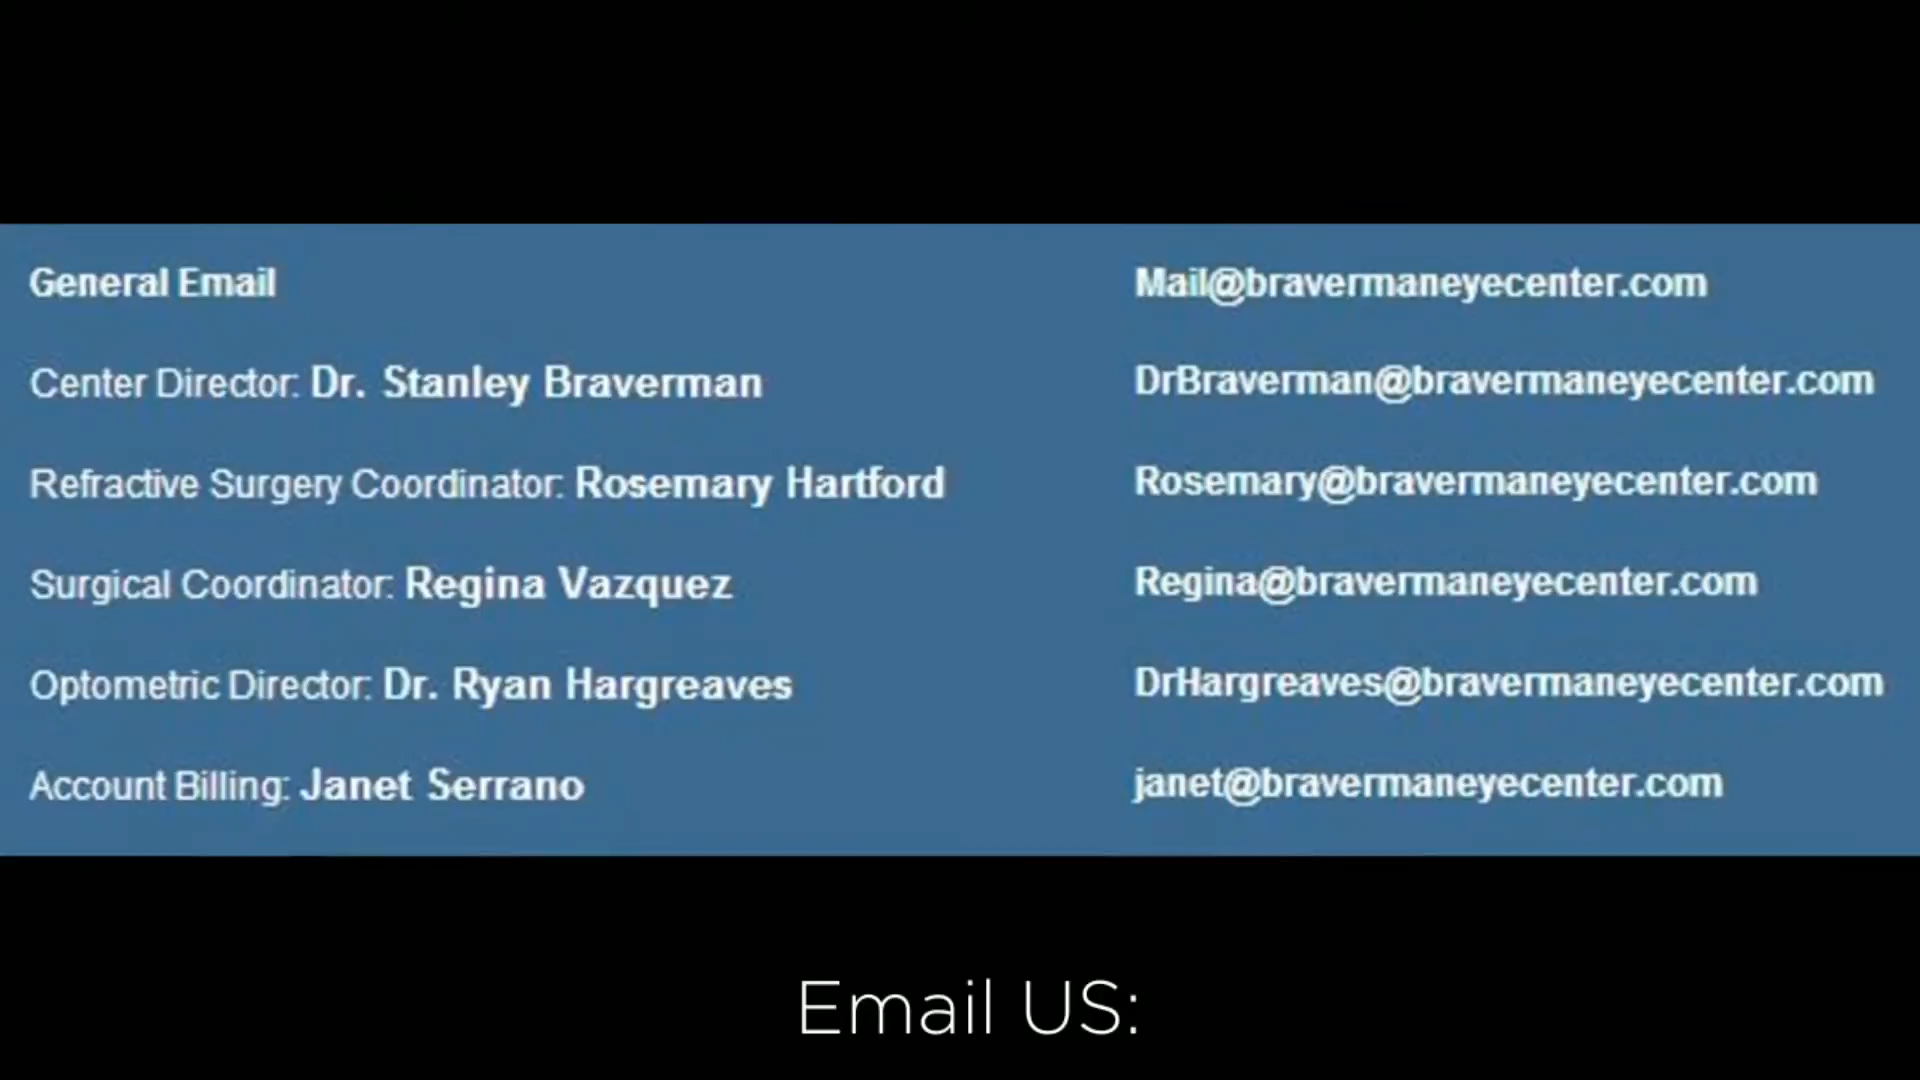 General Email Mail@bravermaneyecenter.com
Center Director: Dr. Stanley Braverman DrBraverman@bravermaneyecenter.com
Refractive Surgery Coordinator: Rosemary Hartford Rosemary@bravermaneyecenter.com
Surgical Coordinator: Regina Vazquez Regina@bravermaneyecenter.com
Optometric Director: Dr. Ryan Hargreaves DrHargreaves@bravermaneyecenter.com
Account Billing: Janet Serrano janet@bravermaneyecenter.com
Email US: